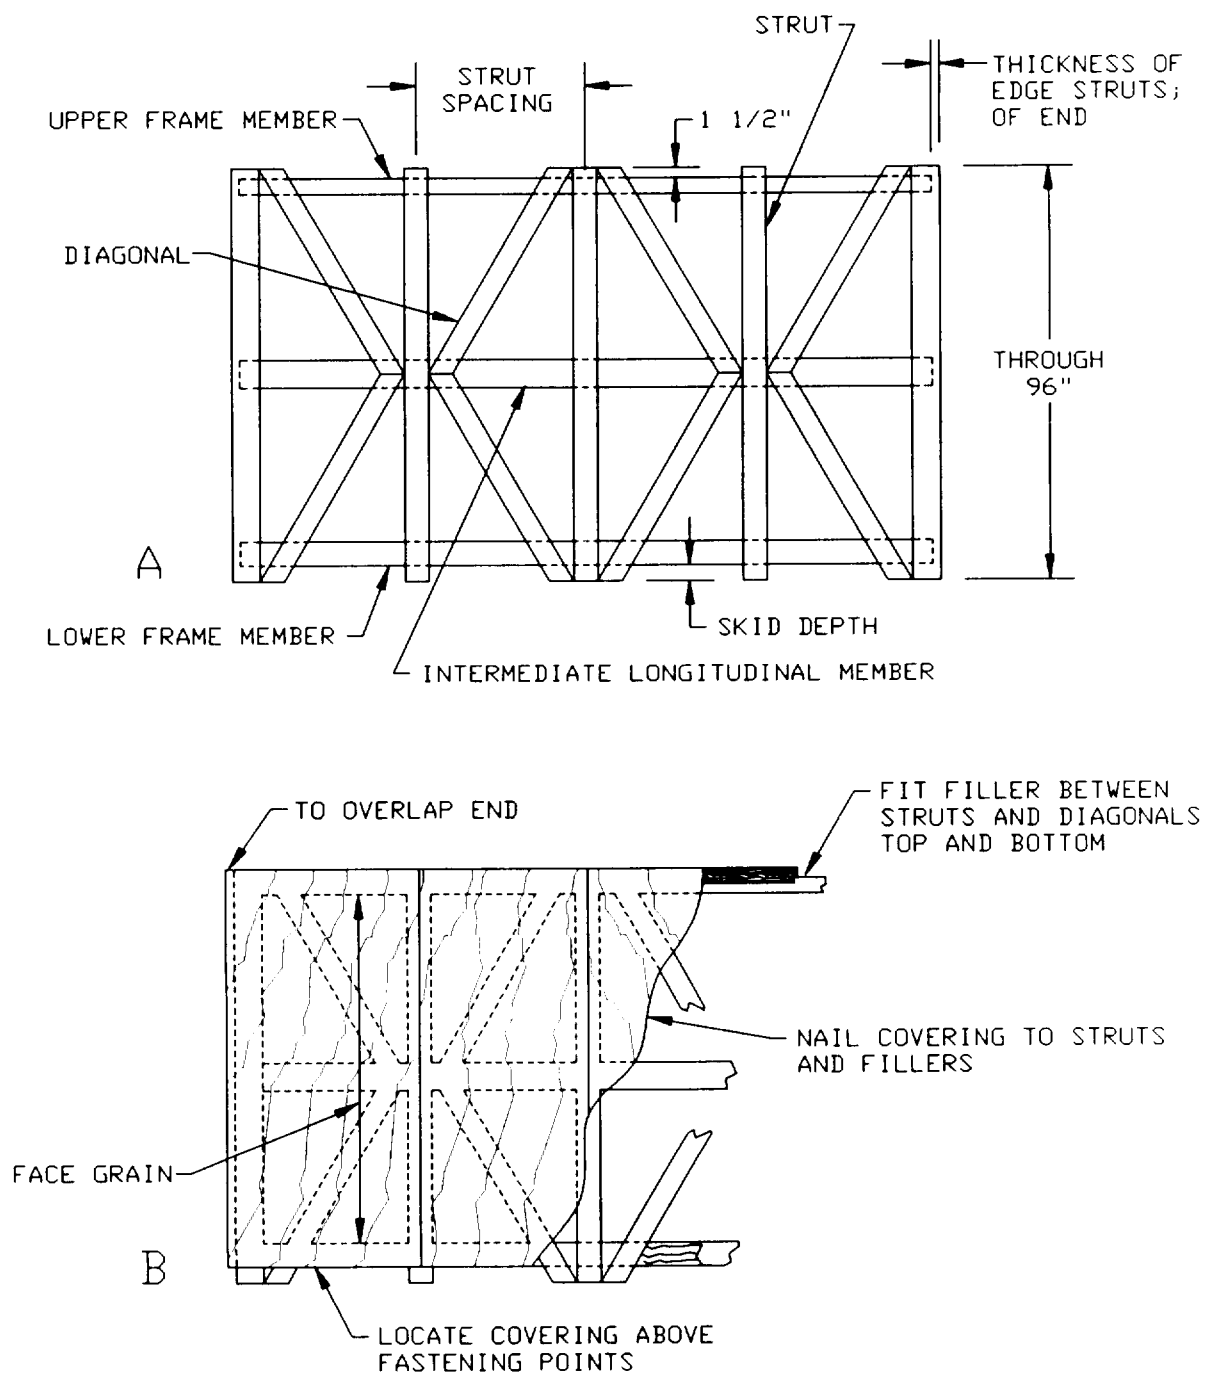 STRUT
STRUT
SPACING
THICKNESS OF
EDGE STRUTS;
OF END
UPPER FRAME MEMBER
1 1/2"
DIAGONAL
THROUGH
96"
A
LOWER FRAME MEMBER
SKID DEPTH
INTERMEDIATE LONGITUDINAL MEMBER
TO OVERLAP END
FIT FILLER BETWEEN
STRUTS AND DIAGONALS
TOP AND BOTTOM
NAIL COVERING TO STRUTS
AND FILLERS
FACE GRAIN
B
LOCATE COVERING ABOVE
FASTENING POINTS